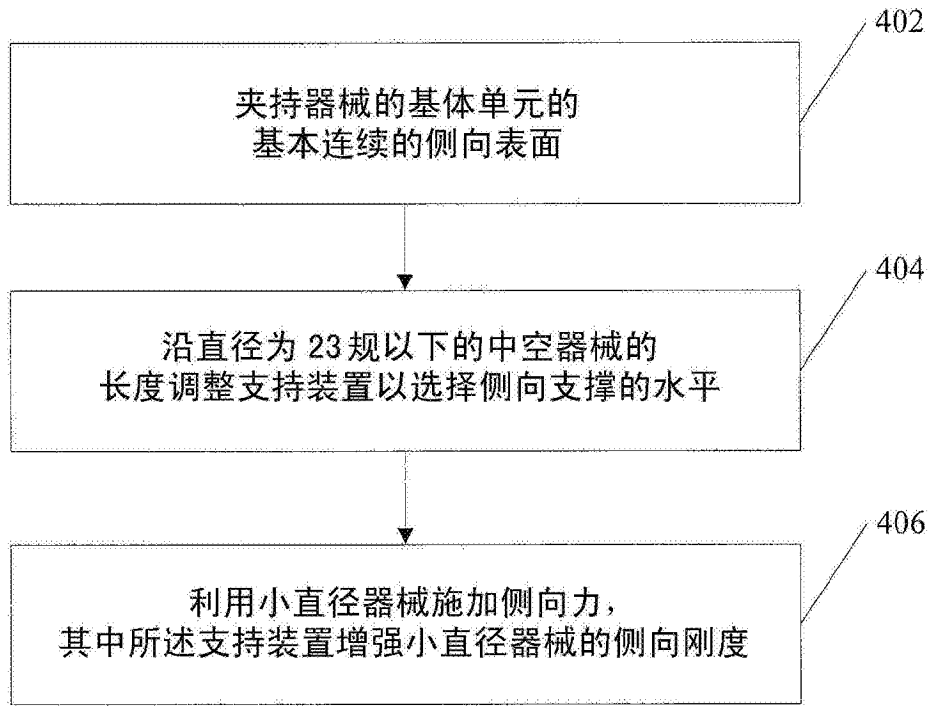 402
夹持器械的基体单元的
基本连续的侧向表面
404
沿直径为 23 规以下的中空器械的
长度调整支持装置以选择侧向支撑的水平
406
利用小直径器械施加侧向力，
其中所述支持装置增强小直径器械的侧向刚度